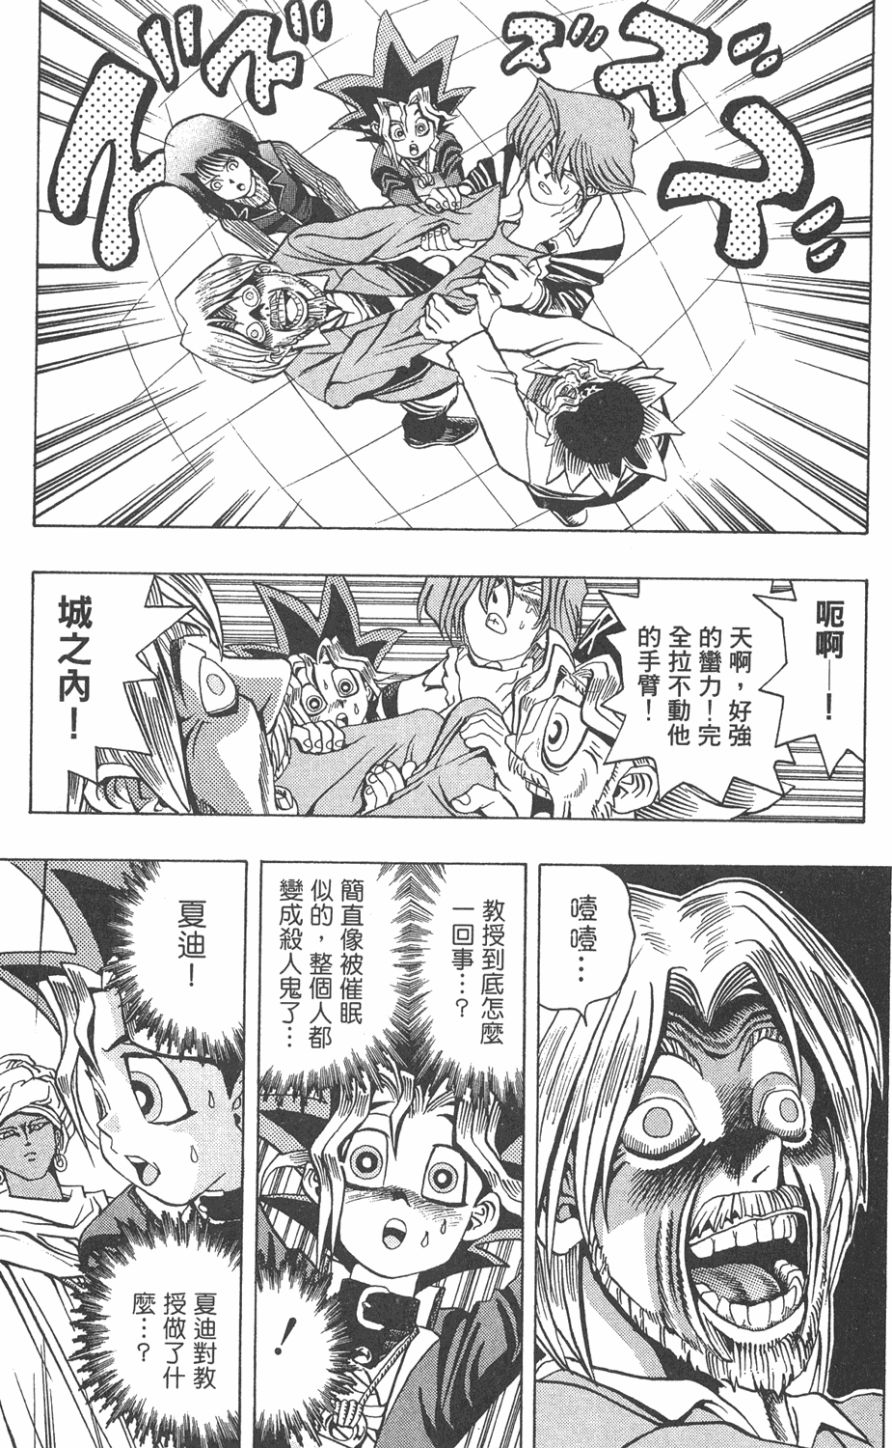 ズ
ズ
ズ
ズ
ズ
ズ
呃啊—！
天啊，好強
的蠻力！完
全拉不動他
的手臂！
城之內！
噎噎…
教授到底怎麼
一回事…？
簡直像被催眠
似的，整個人都
變成殺人鬼了…
！
夏迪！
夏迪對教
授做了什
麼…？